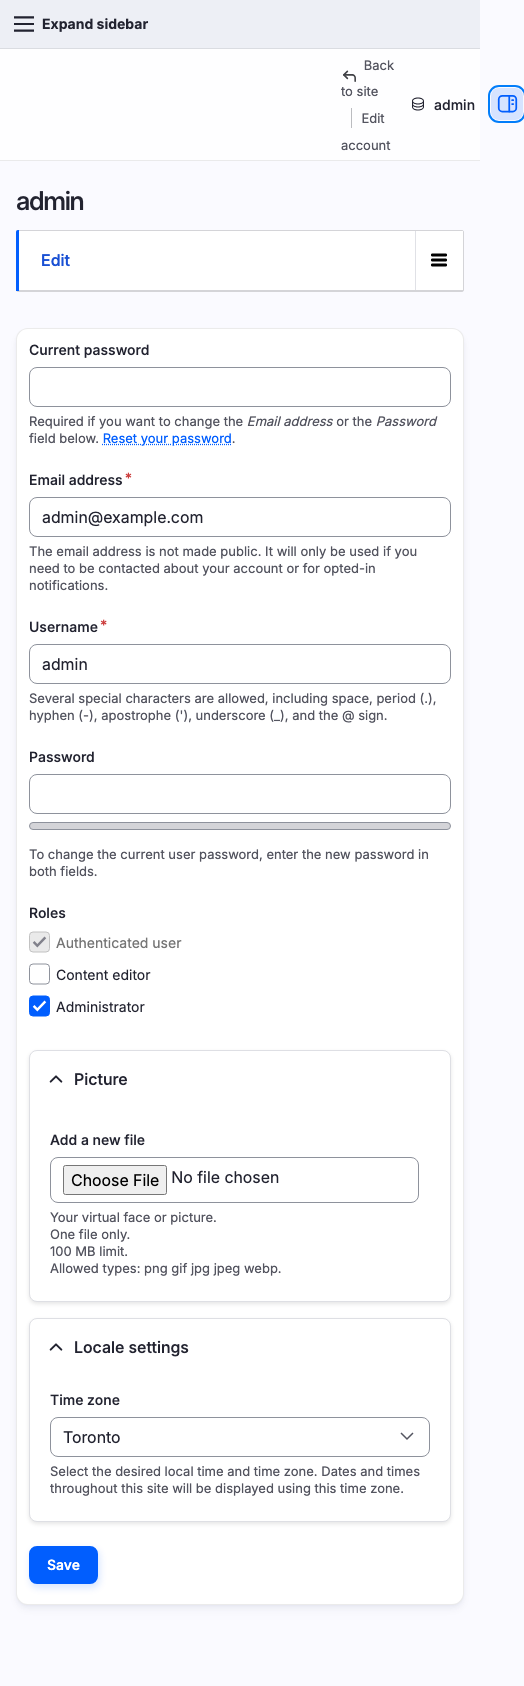 Expand sidebar
Back
to site
Edit
account
admin
admin
Edit
Current password
Required if you want to change the Email address or the Password
field below. Reset your password.
Email address*
admin@example.com
The email address is not made public. It will only be used if you
need to be contacted about your account or for opted-in
notifications.
Username*
admin
Several special characters are allowed, including space, period (.),
hyphen (-), apostrophe ('), underscore (_), and the @ sign.
Password
To change the current user password, enter the new password in
both fields.
Roles
Authenticated user
Content editor
Administrator
Picture
Add a new file
Choose File No file chosen
Your virtual face or picture.
One file only.
100 MB limit.
Allowed types: png gif jpg jpeg webp.
Locale settings
Time zone
Toronto
Select the desired local time and time zone. Dates and times
throughout this site will be displayed using this time zone.
Save